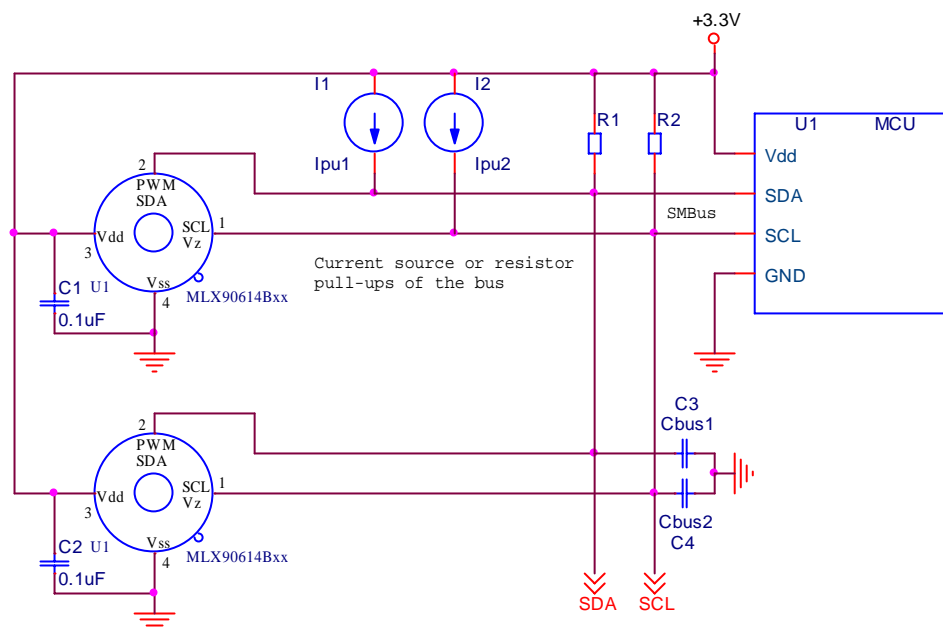 +3.3V
I1
I2
R1
R2
U1 MCU
Ipu1
Ipu2
Vdd
SDA
SCL
GND
SMBus
2
PWM
SDA
SCL
Vz
1
Vdd
3
Vss
4
C1
U1
0.1uF
MLX90614Bxx
Current source or resistor
pull-ups of the bus
2
PWM
SDA
SCL
Vz
1
Vdd
3
Vss
4
C2
U1
0.1uF
MLX90614Bxx
C3
Cbus1
Cbus2
C4
SDA
SCL